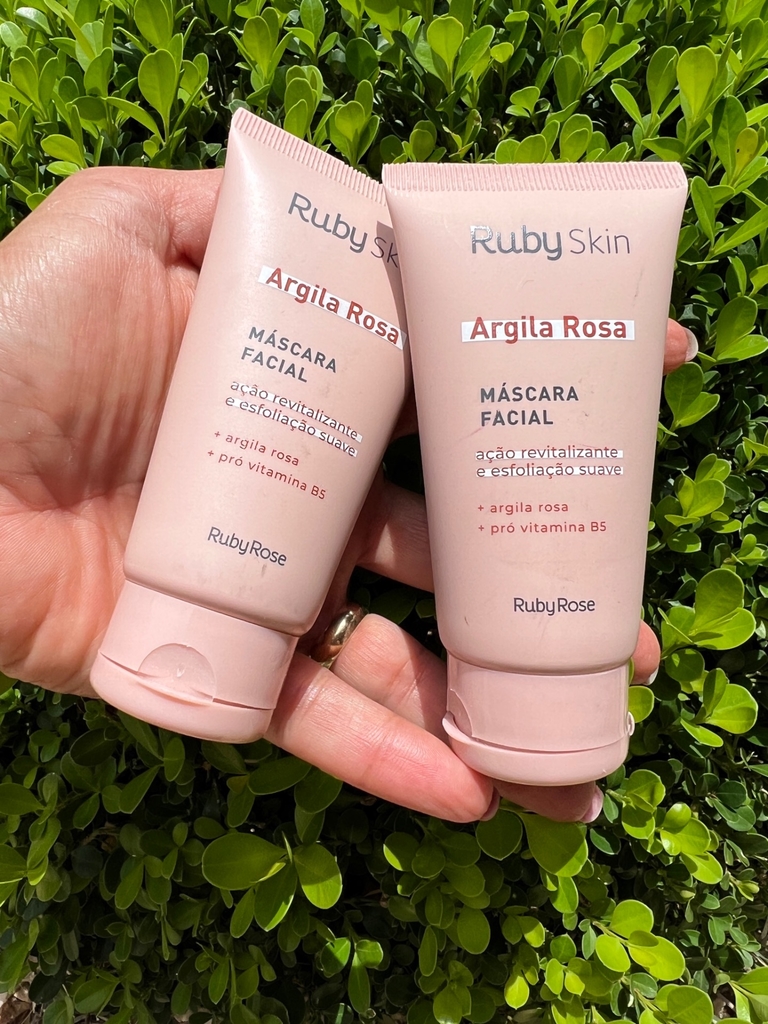 Ruby
Argila Rosa
MÁSCARA
FACIAL
ação revitalizante
e esfoliação suave
+ argila rosa
+ pró vitamina B5
RubyRose
Ruby Skin
Argila Rosa
MÁSCARA
FACIAL
ação revitalizante
e esfoliação suave
+ argila rosa
+ pró vitamina B5
RubyRose